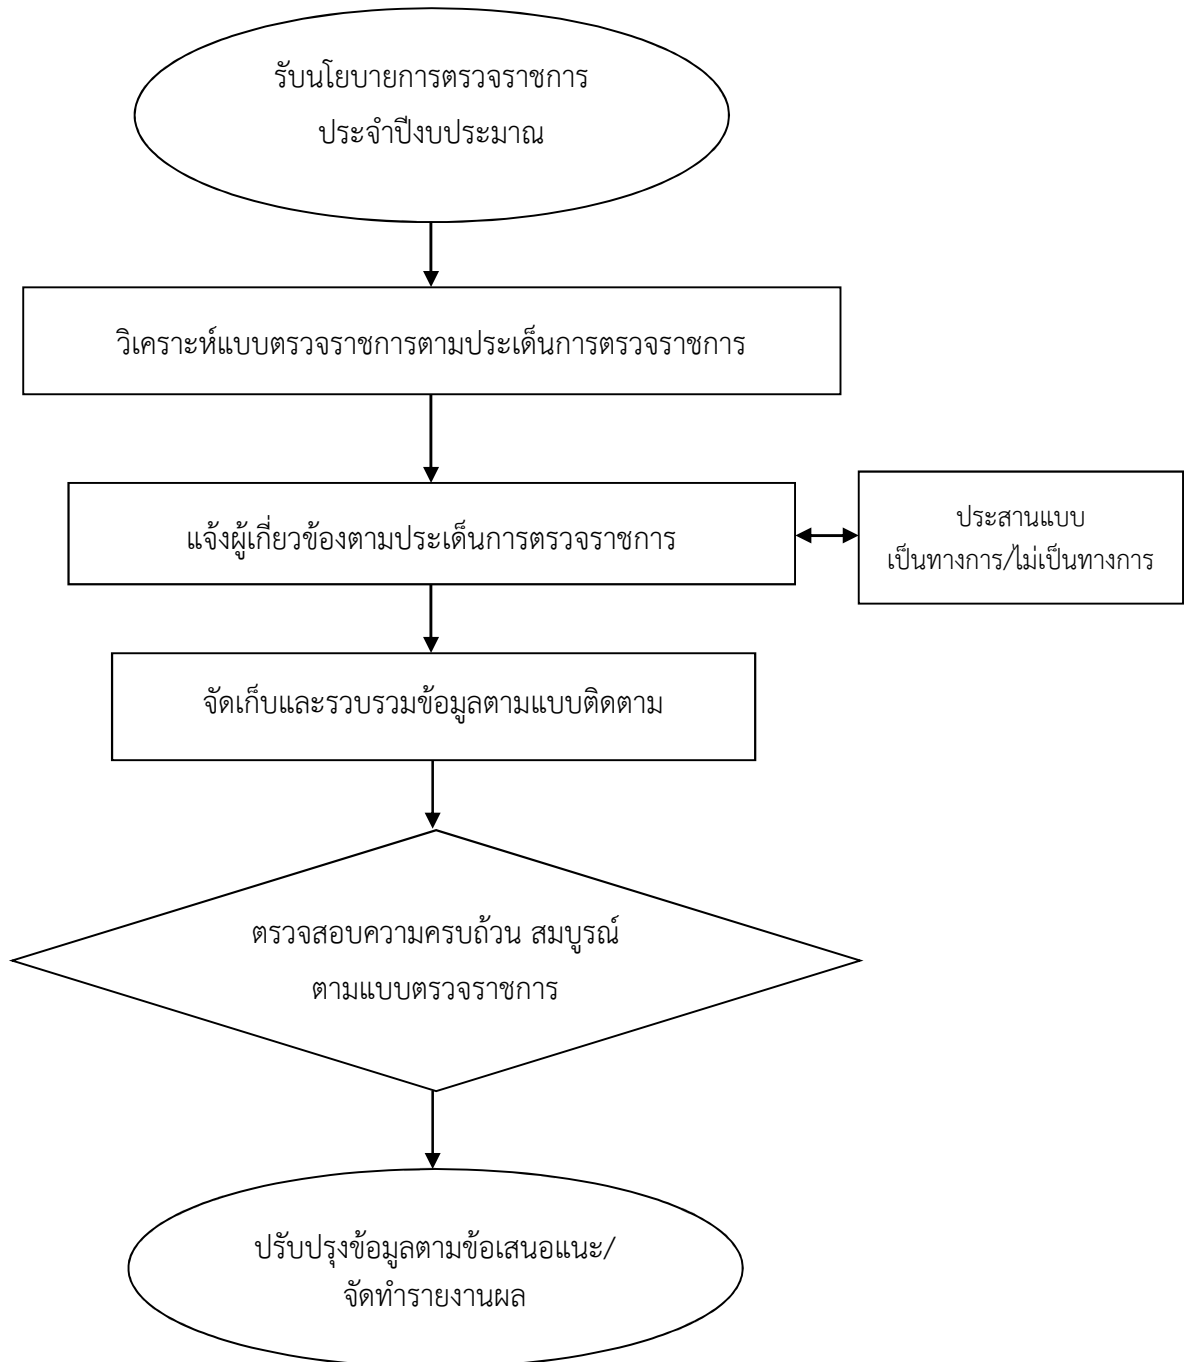 รับนโยบายการตรวจราชการ
ประจำปีงบประมาณ
วิเคราะห์แบบตรวจราชการตามประเด็นการตรวจราชการ
แจ้งผู้เกี่ยวข้องตามประเด็นการตรวจราชการ
ประสานแบบ
เป็นทางการ/ไม่เป็นทางการ
จัดเก็บและรวบรวมข้อมูลตามแบบติดตาม
ตรวจสอบความครบถ้วน สมบูรณ์
ตามแบบตรวจราชการ
ปรับปรุงข้อมูลตามข้อเสนอแนะ/
จัดทำรายงานผล